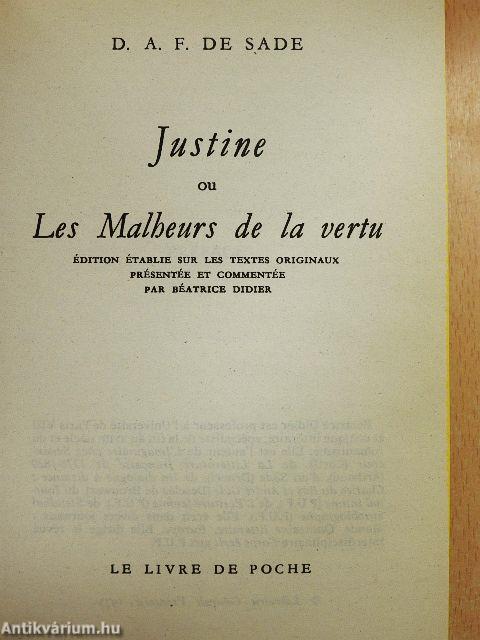 D. A. F. DE SADE
Justine
ou
Les Malheurs de la vertu
ÉDITION ÉTABLIE SUR LES TEXTES ORIGINAUX
PRÉSENTÉE ET COMMENTÉE
PAR BÉATRICE DIDIER
LE LIVRE DE POCHE
Antikvárium.hu